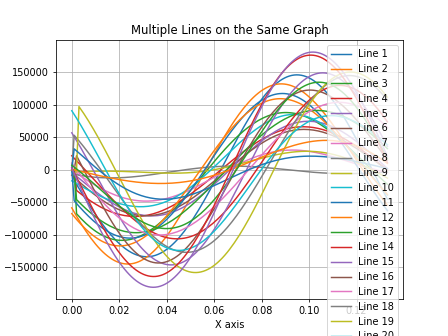 Multiple Lines on the Same Graph
150000
100000
50000
0
−50000
−100000
−150000
0.00
0.02
0.04
0.06
0.08
0.10
X axis
Line 1
Line 2
Line 3
Line 4
Line 5
Line 6
Line 7
Line 8
Line 9
Line 10
Line 11
Line 12
Line 13
Line 14
Line 15
Line 16
Line 17
Line 18
Line 19
Line 20